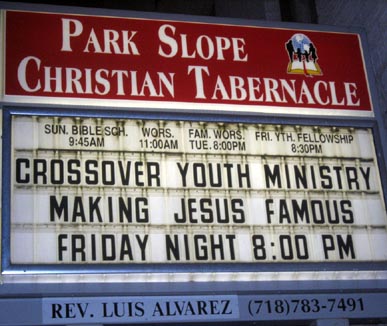 PARK SLOPE
CHRISTIAN TABERNACLE
SUN. BIBLE SCH. WORS. FAM. WORS. FRI. YTH. FELLOWSHIP
9:45AM 11:00AM TUE. 8:00PM 8:30PM
CROSSOVER YOUTH MINISTRY
MAKING JESUS FAMOUS
FRIDAY NIGHT 8:00 PM
REV. LUIS ALVAREZ (718)783-7491